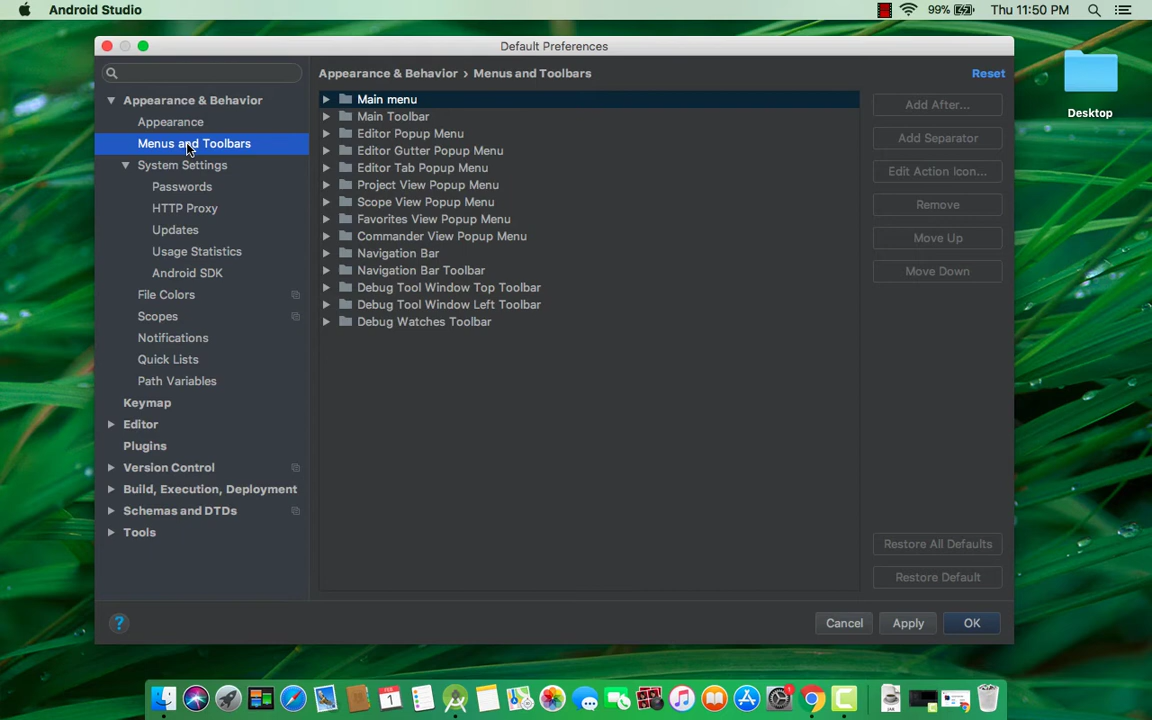 Android Studio
99%
Thu 11:50 PM
Default Preferences
Appearance & Behavior
Appearance
Menus and Toolbars
System Settings
Passwords
HTTP Proxy
Updates
Usage Statistics
Android SDK
File Colors
Scopes
Notifications
Quick Lists
Path Variables
Keymap
Editor
Plugins
Version Control
Build, Execution, Deployment
Schemas and DTDs
Tools
?
Appearance & Behavior › Menus and Toolbars
Reset
Main menu
Main Toolbar
Editor Popup Menu
Editor Gutter Popup Menu
Editor Tab Popup Menu
Project View Popup Menu
Scope View Popup Menu
Favorites View Popup Menu
Commander View Popup Menu
Navigation Bar
Navigation Bar Toolbar
Debug Tool Window Top Toolbar
Debug Tool Window Left Toolbar
Debug Watches Toolbar
Add After...
Add Separator
Edit Action Icon...
Remove
Move Up
Move Down
Restore All Defaults
Restore Default
Cancel
Apply
OK
Desktop
1
1